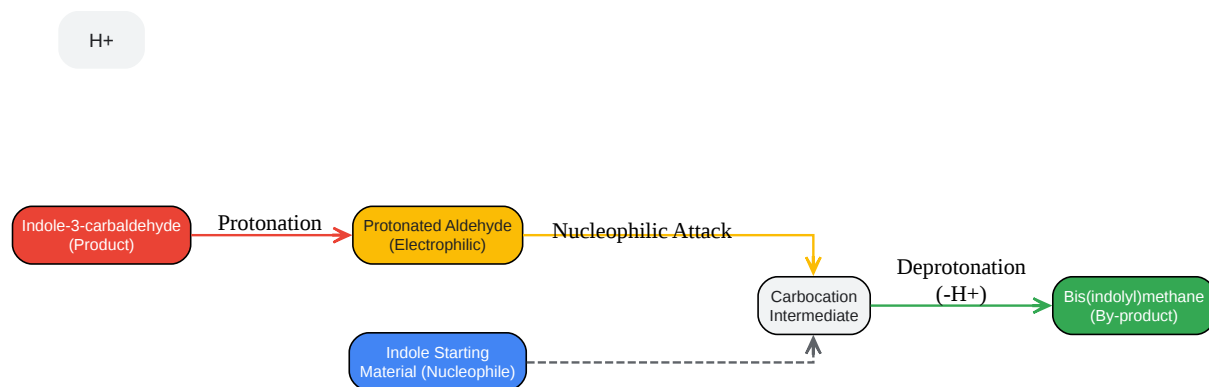 H+
Indole-3-carbaldehyde
(Product)
Protonation
Protonated Aldehyde
(Electrophilic)
Nucleophilic Attack
Carbocation
Intermediate
Deprotonation
(-H+)
Bis(indolyl)methane
(By-product)
Indole Starting
Material (Nucleophile)